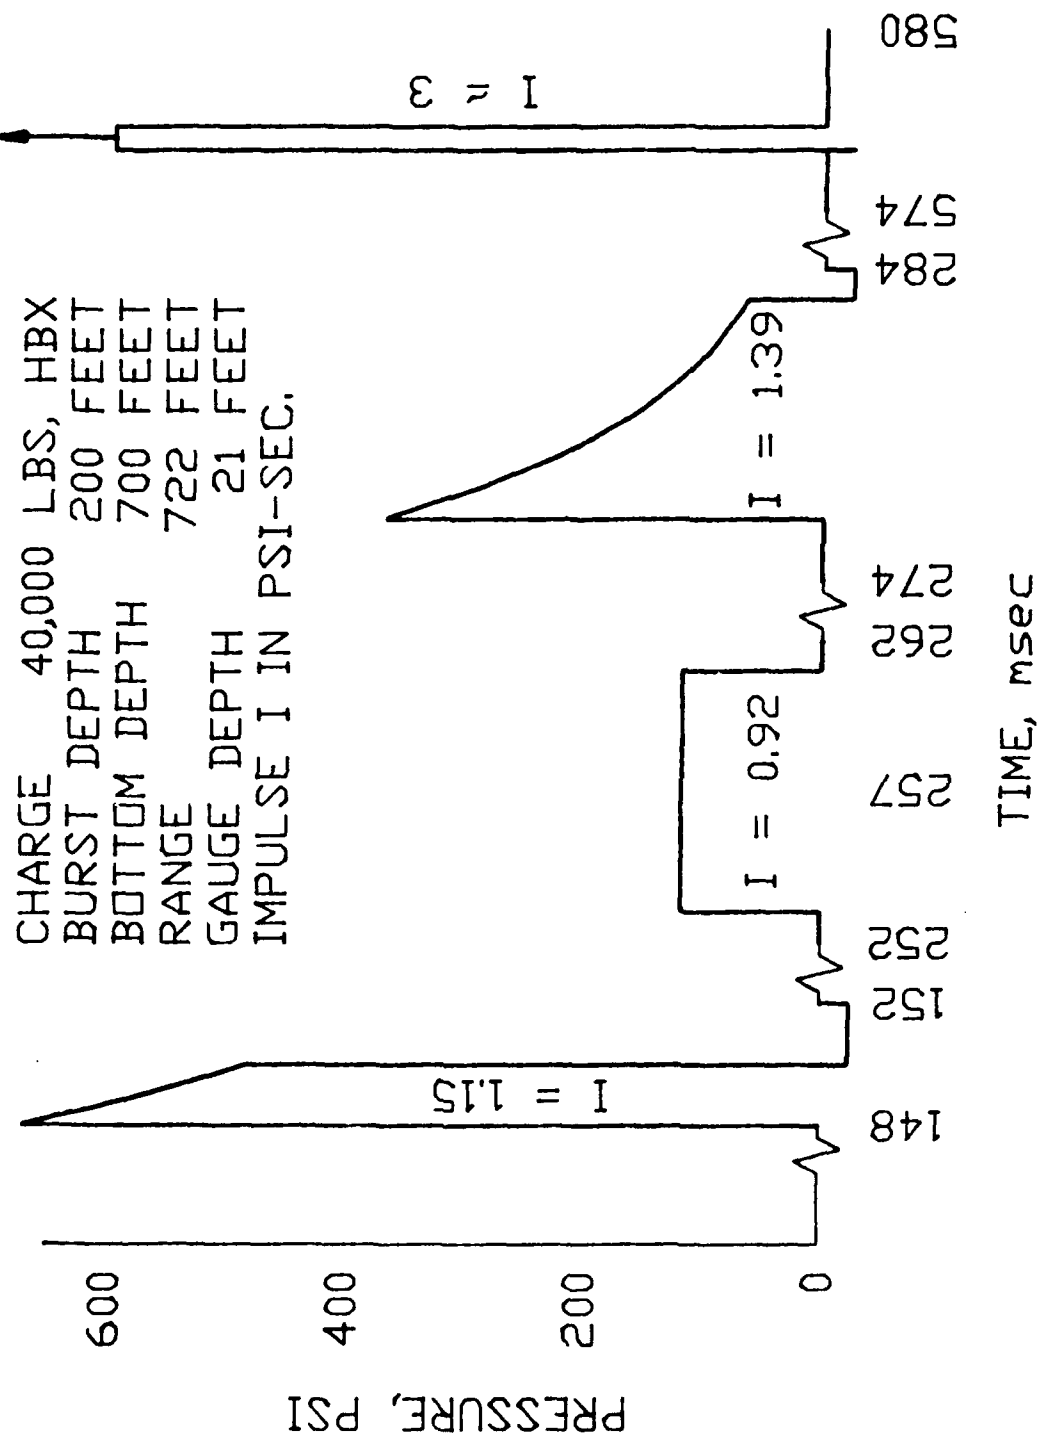 CHARGE 40,000 LBS, HBX
BURST DEPTH 200 FEET
BOTTOM DEPTH 700 FEET
RANGE 722 FEET
GAUGE DEPTH 21 FEET
IMPULSE I IN PSI-SEC.
PRESSURE, PSI
600
400
200
0
I = 1.15
I = 0.92
I = 1.39
I ≈ 3
148
152
252
257
262
274
284
574
580
TIME, msec